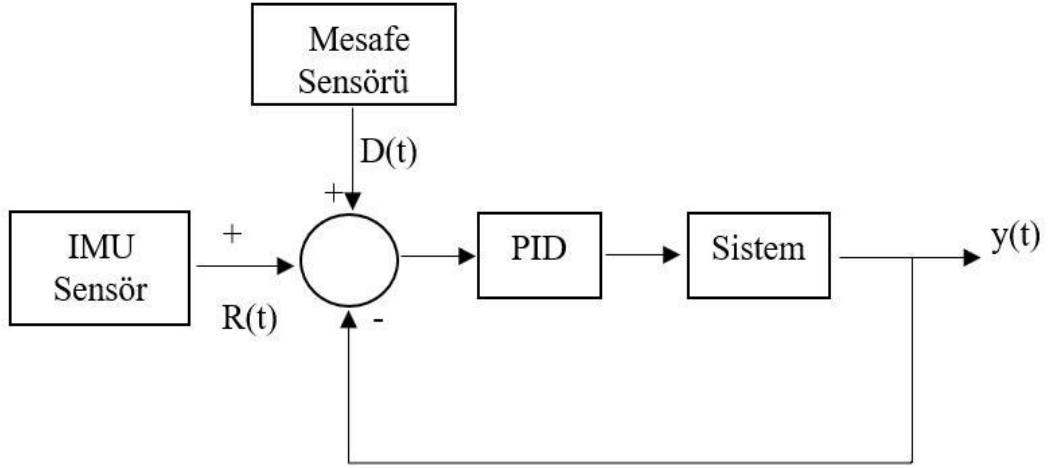 Mesafe
Sensörü
D(t)
+
IMU
Sensör
+
R(t)
-
PID
Sistem
y(t)